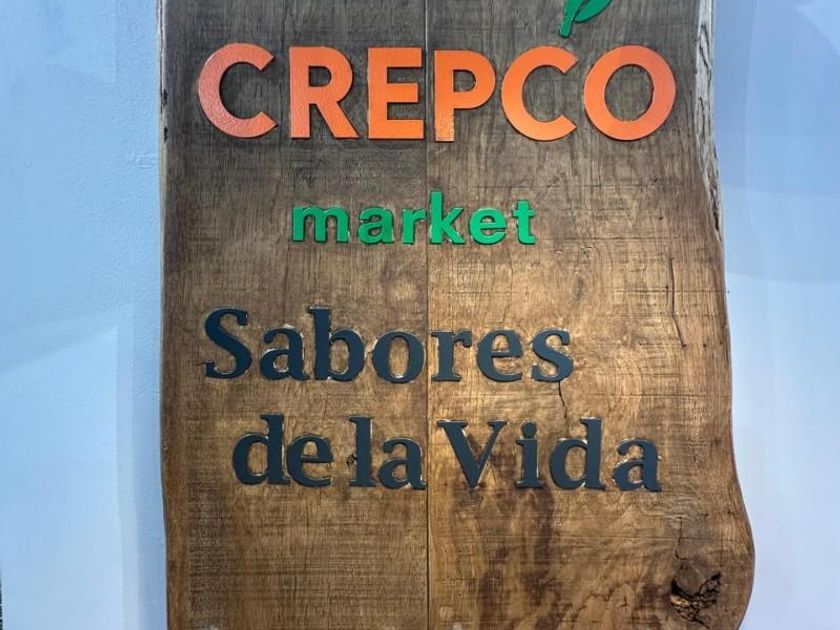 CREPCO
market
Sabores
de la Vida